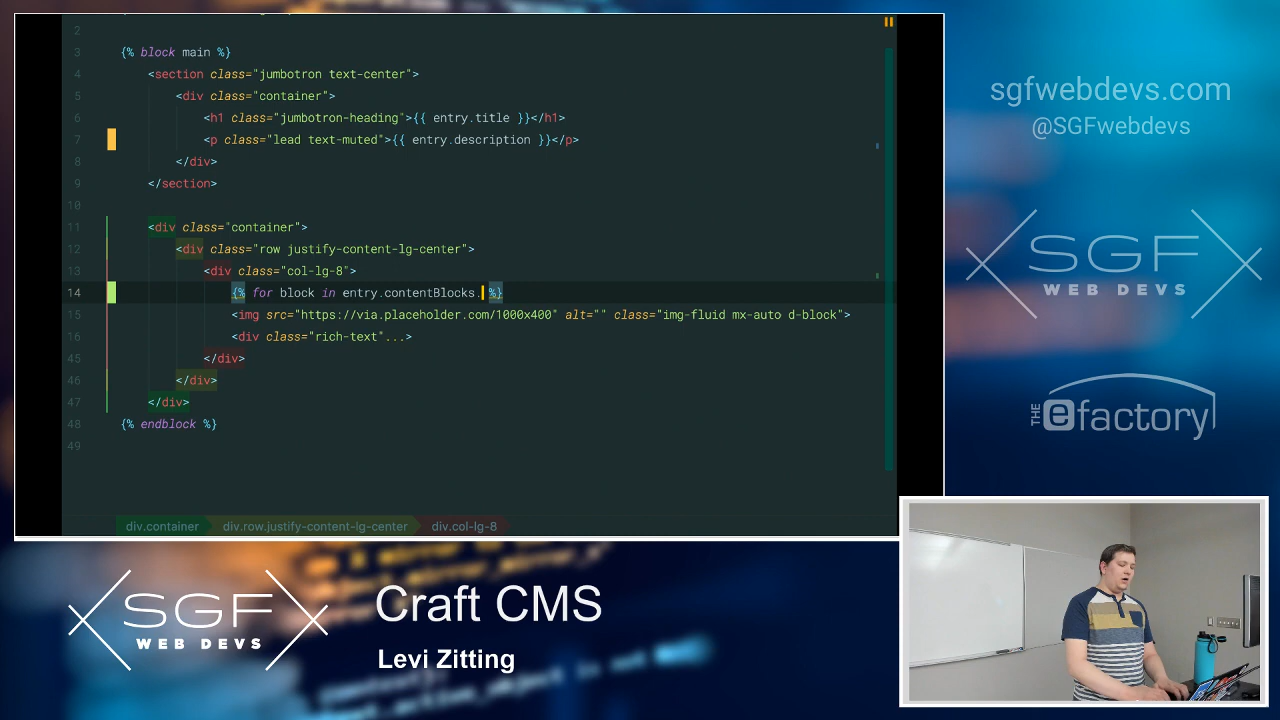 2
3 {% block main %}
4 <section class="jumbotron text-center">
5 <div class="container">
6 <h1 class="jumbotron-heading">{{ entry.title }}</h1>
7 <p class="lead text-muted">{{ entry.description }}</p>
8 </div>
9 </section>
10
11 <div class="container">
12 <div class="row justify-content-lg-center">
13 <div class="col-lg-8">
14 {% for block in entry.contentBlocks. %}
15 <img src="https://via.placeholder.com/1000x400" alt="" class="img-fluid mx-auto d-block">
16 <div class="rich-text"...>
45 </div>
46 </div>
47 </div>
48 {% endblock %}
49
div.container div.row.justify-content-lg-center div.col-lg-8
sgfwebdevs.com
@SGFwebdevs
SGF
WEB DEVS
THE efactory
SGF
WEB DEVS
Craft CMS
Levi Zitting